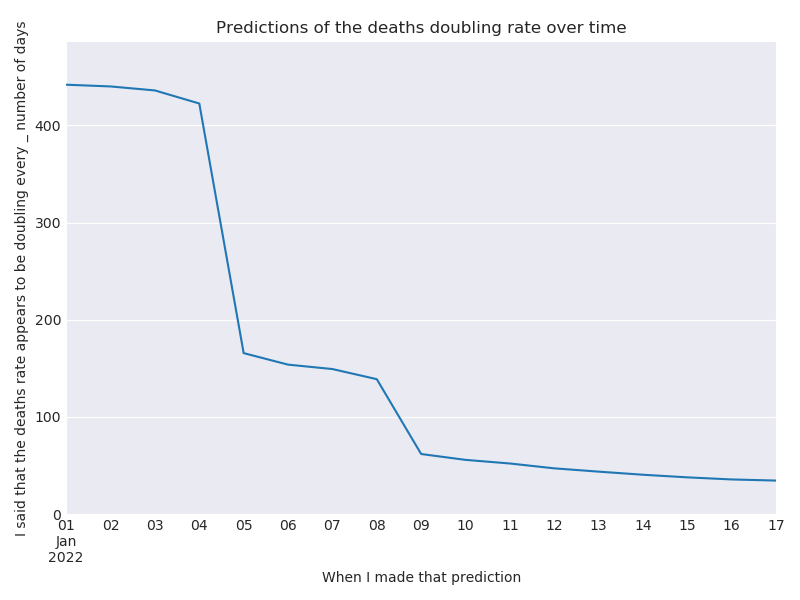 Predictions of the deaths doubling rate over time
I said that the deaths rate appears to be doubling every _ number of days
400
300
200
100
0
01 02 03 04 05 06 07 08 09 10 11 12 13 14 15 16 17
Jan
2022
When I made that prediction